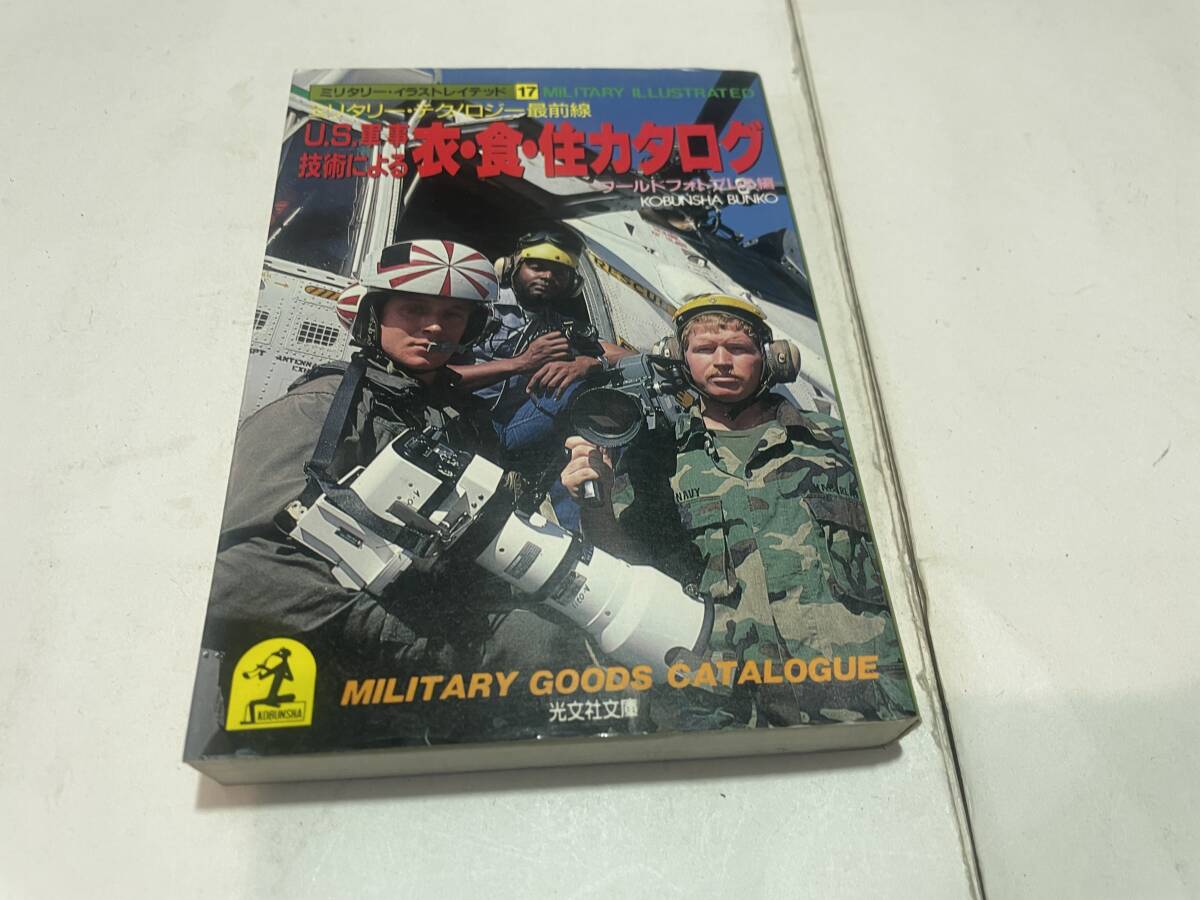 ミリタリー・イラストレイテッド 17 MILITARY ILLUSTRATED
ミリタリー・テクノロジー最前線
U.S.軍事
技術による 衣・食・住カタログ
ワールドフォトプレス編
KOBUNSHA BUNKO
RESCUE
NAVY
MILITARY GOODS CATALOGUE
光文社文庫
KOBUNSHA